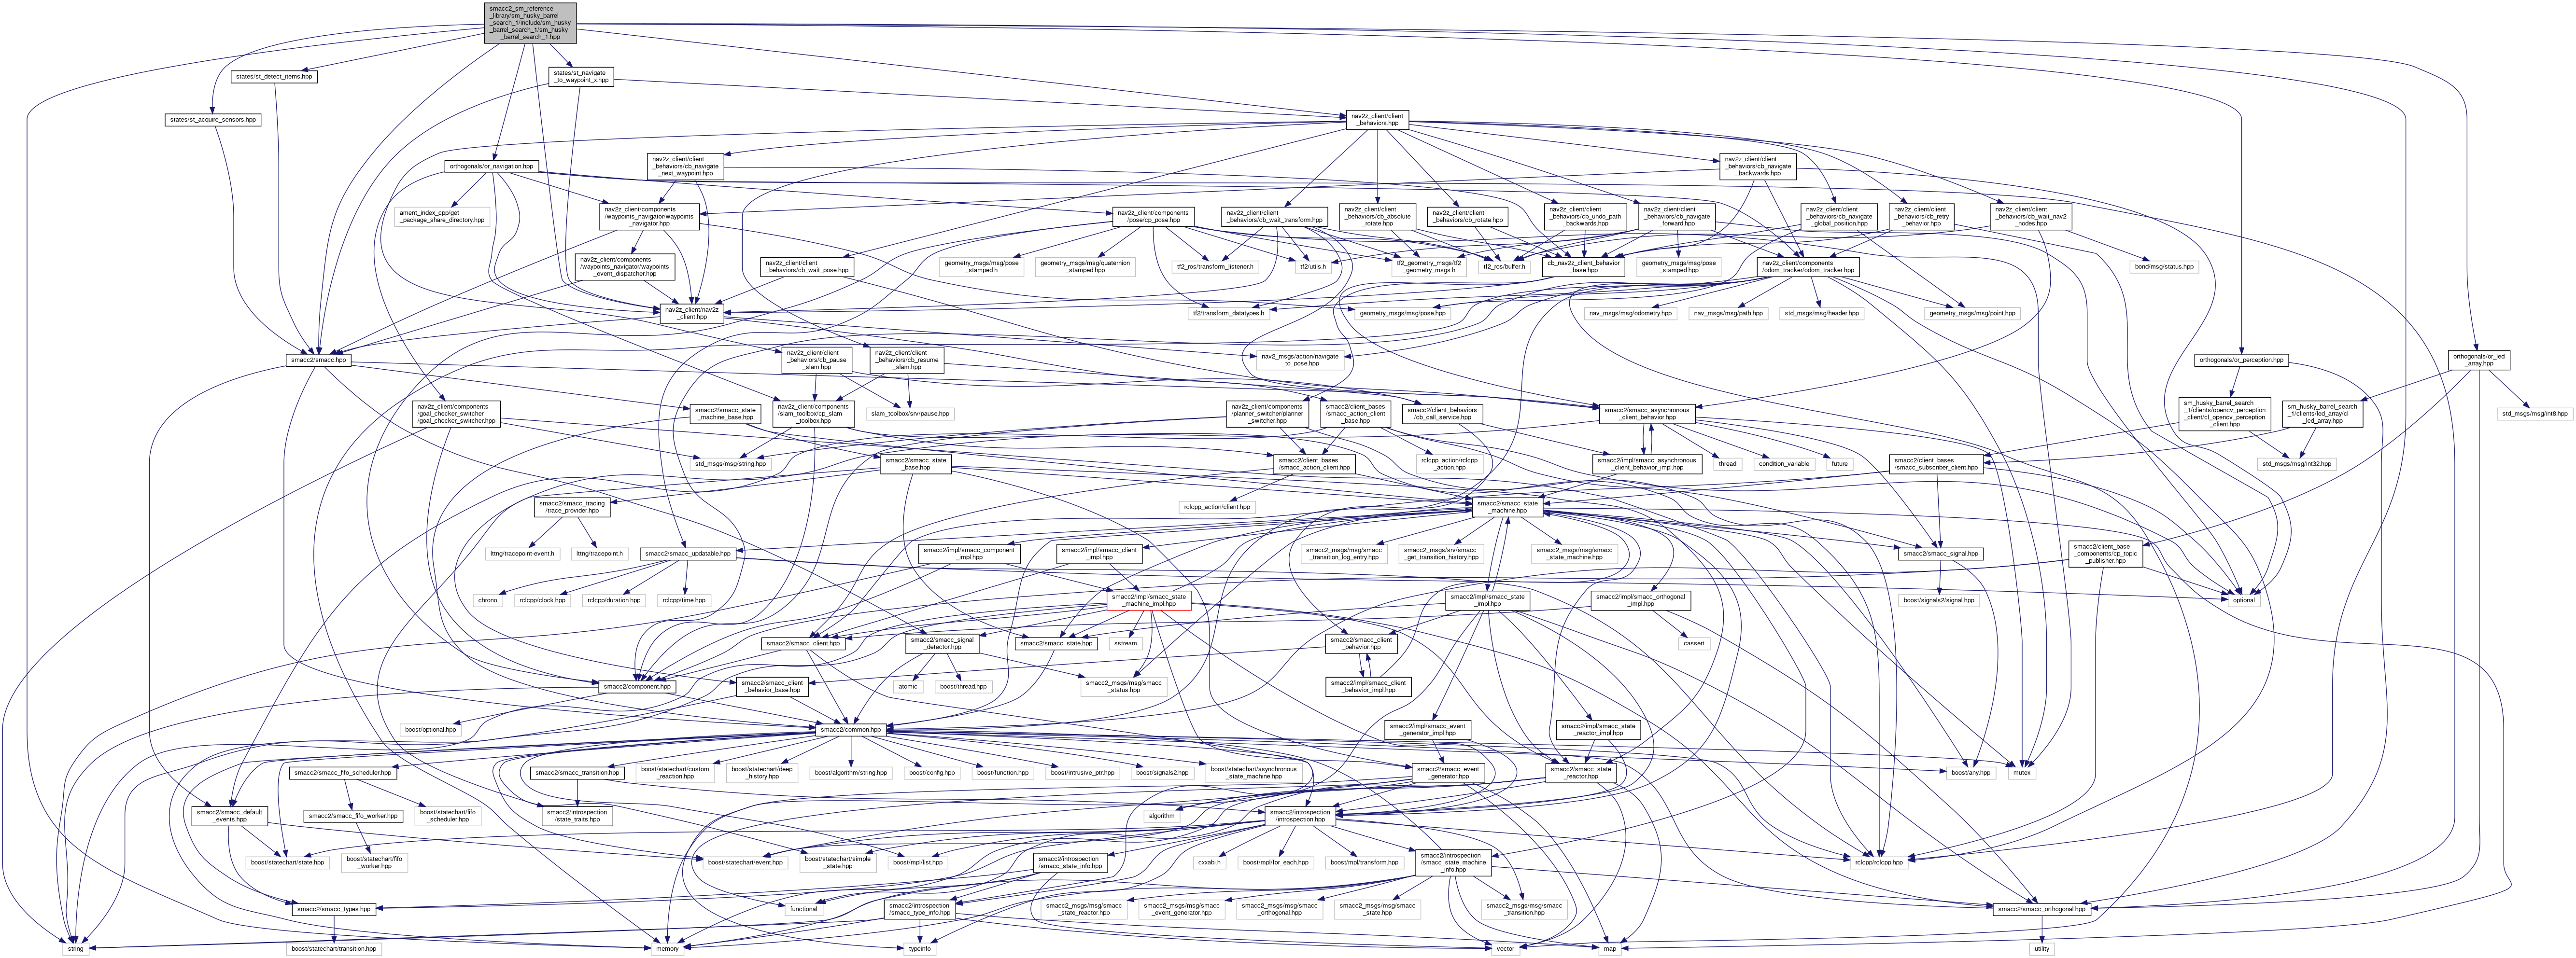 smacc2_sm_reference
_library/sm_husky_barrel
_search_1/include/sm_husky
_barrel_search_1/sm_husky
_barrel_search_1.hpp
states/st_detect_items.hpp
states/st_navigate
_to_waypoint_x.hpp
states/st_acquire_sensors.hpp
nav2z_client/client
_behaviors.hpp
orthogonals/or_navigation.hpp
nav2z_client/client
_behaviors/cb_navigate
_next_waypoint.hpp
nav2z_client/client
_behaviors/cb_navigate
_backwards.hpp
ament_index_cpp/get
_package_share_directory.hpp
nav2z_client/components
/waypoints_navigator/waypoints
_navigator.hpp
nav2z_client/components
/pose/cp_pose.hpp
nav2z_client/client
_behaviors/cb_wait_transform.hpp
nav2z_client/client
_behaviors/cb_absolute
_rotate.hpp
nav2z_client/client
_behaviors/cb_rotate.hpp
nav2z_client/client
_behaviors/cb_undo_path
_backwards.hpp
nav2z_client/client
_behaviors/cb_navigate
_forward.hpp
nav2z_client/client
_behaviors/cb_navigate
_global_position.hpp
nav2z_client/client
_behaviors/cb_retry
_behavior.hpp
nav2z_client/client
_behaviors/cb_wait_nav2
_nodes.hpp
nav2z_client/components
/waypoints_navigator/waypoints
_event_dispatcher.hpp
nav2z_client/client
_behaviors/cb_wait_pose.hpp
geometry_msgs/msg/pose
_stamped.h
geometry_msgs/msg/quaternion
_stamped.hpp
tf2_ros/transform_listener.h
tf2/utils.h
tf2_geometry_msgs/tf2
_geometry_msgs.h
tf2_ros/buffer.h
cb_nav2z_client_behavior
_base.hpp
geometry_msgs/msg/pose
_stamped.hpp
nav2z_client/components
/odom_tracker/odom_tracker.hpp
bond/msg/status.hpp
nav2z_client/nav2z
_client.hpp
tf2/transform_datatypes.h
geometry_msgs/msg/pose.hpp
nav_msgs/msg/odometry.hpp
nav_msgs/msg/path.hpp
std_msgs/msg/header.hpp
geometry_msgs/msg/point.hpp
smacc2/smacc.hpp
nav2z_client/client
_behaviors/cb_pause
_slam.hpp
nav2z_client/client
_behaviors/cb_resume
_slam.hpp
nav2_msgs/action/navigate
_to_pose.hpp
orthogonals/or_perception.hpp
orthogonals/or_led
_array.hpp
nav2z_client/components
/goal_checker_switcher
/goal_checker_switcher.hpp
smacc2/smacc_state
_machine_base.hpp
nav2z_client/components
/slam_toolbox/cp_slam
_toolbox.hpp
slam_toolbox/srv/pause.hpp
nav2z_client/components
/planner_switcher/planner
_switcher.hpp
smacc2/client_bases
/smacc_action_client
_base.hpp
smacc2/client_behaviors
/cb_call_service.hpp
smacc2/smacc_asynchronous
_client_behavior.hpp
sm_husky_barrel_search
_1/clients/opencv_perception
_client/cl_opencv_perception
_client.hpp
sm_husky_barrel_search
_1/clients/led_array/cl
_led_array.hpp
std_msgs/msg/int8.hpp
std_msgs/msg/string.hpp
smacc2/smacc_state
_base.hpp
smacc2/client_bases
/smacc_action_client.hpp
rclcpp_action/rclcpp
_action.hpp
smacc2/impl/smacc_asynchronous
_client_behavior_impl.hpp
thread
condition_variable
future
smacc2/client_bases
/smacc_subscriber_client.hpp
std_msgs/msg/int32.hpp
smacc2/smacc_tracing
/trace_provider.hpp
rclcpp_action/client.hpp
smacc2/smacc_state
_machine.hpp
lttng/tracepoint-event.h
lttng/tracepoint.h
smacc2/smacc_updatable.hpp
smacc2/impl/smacc_component
_impl.hpp
smacc2/impl/smacc_client
_impl.hpp
smacc2_msgs/msg/smacc
_transition_log_entry.hpp
smacc2_msgs/srv/smacc
_get_transition_history.hpp
smacc2_msgs/msg/smacc
_state_machine.hpp
smacc2/smacc_signal.hpp
smacc2/client_base
_components/cp_topic
_publisher.hpp
chrono
rclcpp/clock.hpp
rclcpp/duration.hpp
rclcpp/time.hpp
smacc2/impl/smacc_state
_machine_impl.hpp
smacc2/impl/smacc_state
_impl.hpp
smacc2/impl/smacc_orthogonal
_impl.hpp
boost/signals2/signal.hpp
optional
smacc2/smacc_client.hpp
smacc2/smacc_signal
_detector.hpp
smacc2/smacc_state.hpp
sstream
smacc2/smacc_client
_behavior.hpp
cassert
smacc2/component.hpp
smacc2/smacc_client
_behavior_base.hpp
atomic
boost/thread.hpp
smacc2_msgs/msg/smacc
_status.hpp
smacc2/impl/smacc_client
_behavior_impl.hpp
boost/optional.hpp
smacc2/common.hpp
smacc2/impl/smacc_event
_generator_impl.hpp
smacc2/impl/smacc_state
_reactor_impl.hpp
smacc2/smacc_fifo_scheduler.hpp
smacc2/smacc_transition.hpp
boost/statechart/custom
_reaction.hpp
boost/statechart/deep
_history.hpp
boost/algorithm/string.hpp
boost/config.hpp
boost/function.hpp
boost/intrusive_ptr.hpp
boost/signals2.hpp
boost/statechart/asynchronous
_state_machine.hpp
smacc2/smacc_event
_generator.hpp
smacc2/smacc_state
_reactor.hpp
boost/any.hpp
mutex
smacc2/smacc_default
_events.hpp
smacc2/smacc_fifo_worker.hpp
boost/statechart/fifo
_scheduler.hpp
smacc2/introspection
/state_traits.hpp
algorithm
smacc2/introspection
/introspection.hpp
boost/statechart/state.hpp
boost/statechart/fifo
_worker.hpp
boost/statechart/event.hpp
boost/statechart/simple
_state.hpp
boost/mpl/list.hpp
smacc2/introspection
/smacc_state_info.hpp
cxxabi.h
boost/mpl/for_each.hpp
boost/mpl/transform.hpp
smacc2/introspection
/smacc_state_machine
_info.hpp
rclcpp/rclcpp.hpp
smacc2/smacc_types.hpp
functional
smacc2/introspection
/smacc_type_info.hpp
smacc2_msgs/msg/smacc
_state_reactor.hpp
smacc2_msgs/msg/smacc
_event_generator.hpp
smacc2_msgs/msg/smacc
_orthogonal.hpp
smacc2_msgs/msg/smacc
_state.hpp
smacc2_msgs/msg/smacc
_transition.hpp
smacc2/smacc_orthogonal.hpp
string
boost/statechart/transition.hpp
memory
typeinfo
vector
map
utility